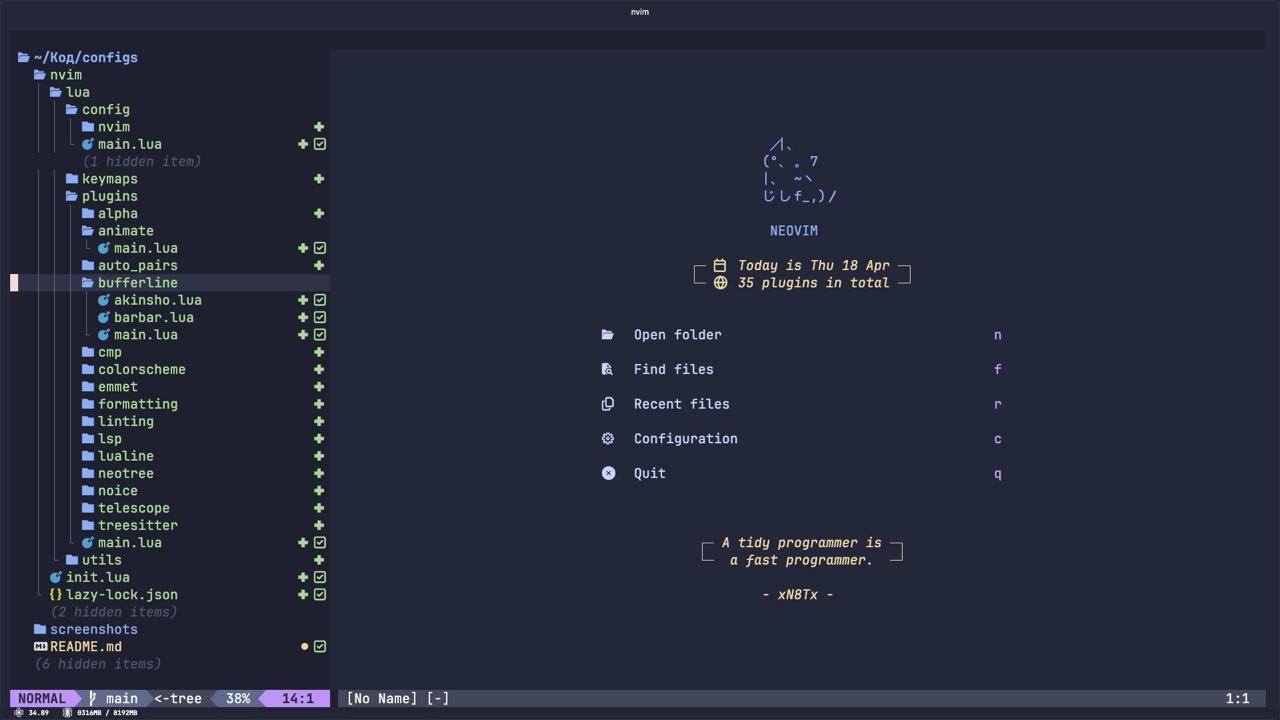 nvim
~/Код/configs
nvim
lua
config
nvim
main.lua
(1 hidden item)
keymaps
plugins
alpha
animate
main.lua
auto_pairs
bufferline
akinsho.lua
barbar.lua
main.lua
cmp
colorscheme
emmet
formatting
linting
lsp
lualine
neotree
noice
telescope
treesitter
main.lua
utils
init.lua
{} lazy-lock.json
(2 hidden items)
screenshots
README.md
(6 hidden items)
NORMAL main <-tree 38% 14:1
34.89 0316MB / 8192MB
／l、
(°、 。7
l、 ~ヽ
じしf_,)/
NEOVIM
Today is Thu 18 Apr
35 plugins in total
Open folder n
Find files f
Recent files r
Configuration c
Quit q
A tidy programmer is
a fast programmer.
- xN8Tx -
[No Name] [-] 1:1